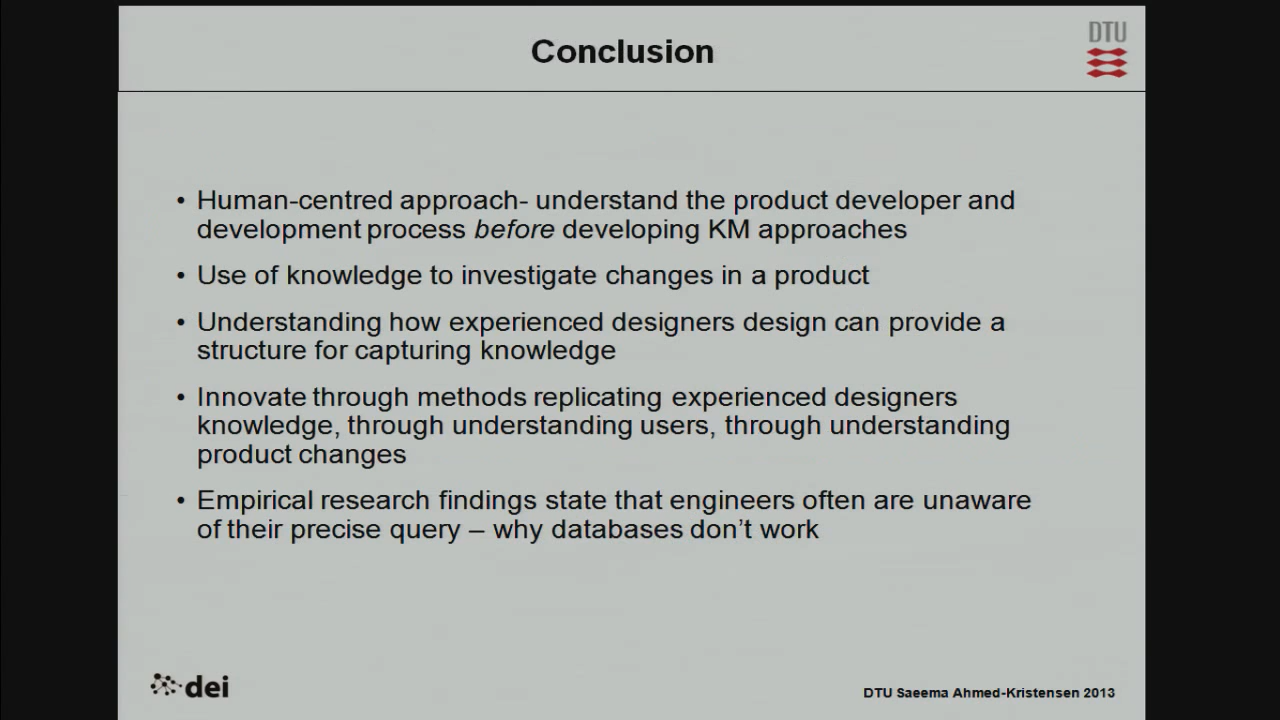 Conclusion
DTU
• Human-centred approach- understand the product developer and
development process before developing KM approaches
• Use of knowledge to investigate changes in a product
• Understanding how experienced designers design can provide a
structure for capturing knowledge
• Innovate through methods replicating experienced designers
knowledge, through understanding users, through understanding
product changes
• Empirical research findings state that engineers often are unaware
of their precise query – why databases don't work
dei
DTU Saeema Ahmed-Kristensen 2013